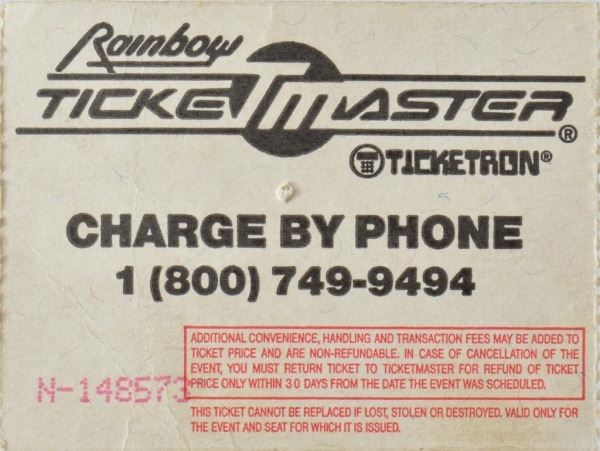 Rainbow
TICKETMASTER®
TICKETRON®
CHARGE BY PHONE
1 (800) 749-9494
ADDITIONAL CONVENIENCE, HANDLING AND TRANSACTION FEES MAY BE ADDED TO
TICKET PRICE AND ARE NON-REFUNDABLE. IN CASE OF CANCELLATION OF THE
EVENT, YOU MUST RETURN TICKET TO TICKETMASTER FOR REFUND OF TICKET
PRICE ONLY WITHIN 30 DAYS FROM THE DATE THE EVENT WAS SCHEDULED.
N-148573
THIS TICKET CANNOT BE REPLACED IF LOST, STOLEN OR DESTROYED. VALID ONLY FOR
THE EVENT AND SEAT FOR WHICH IT IS ISSUED.